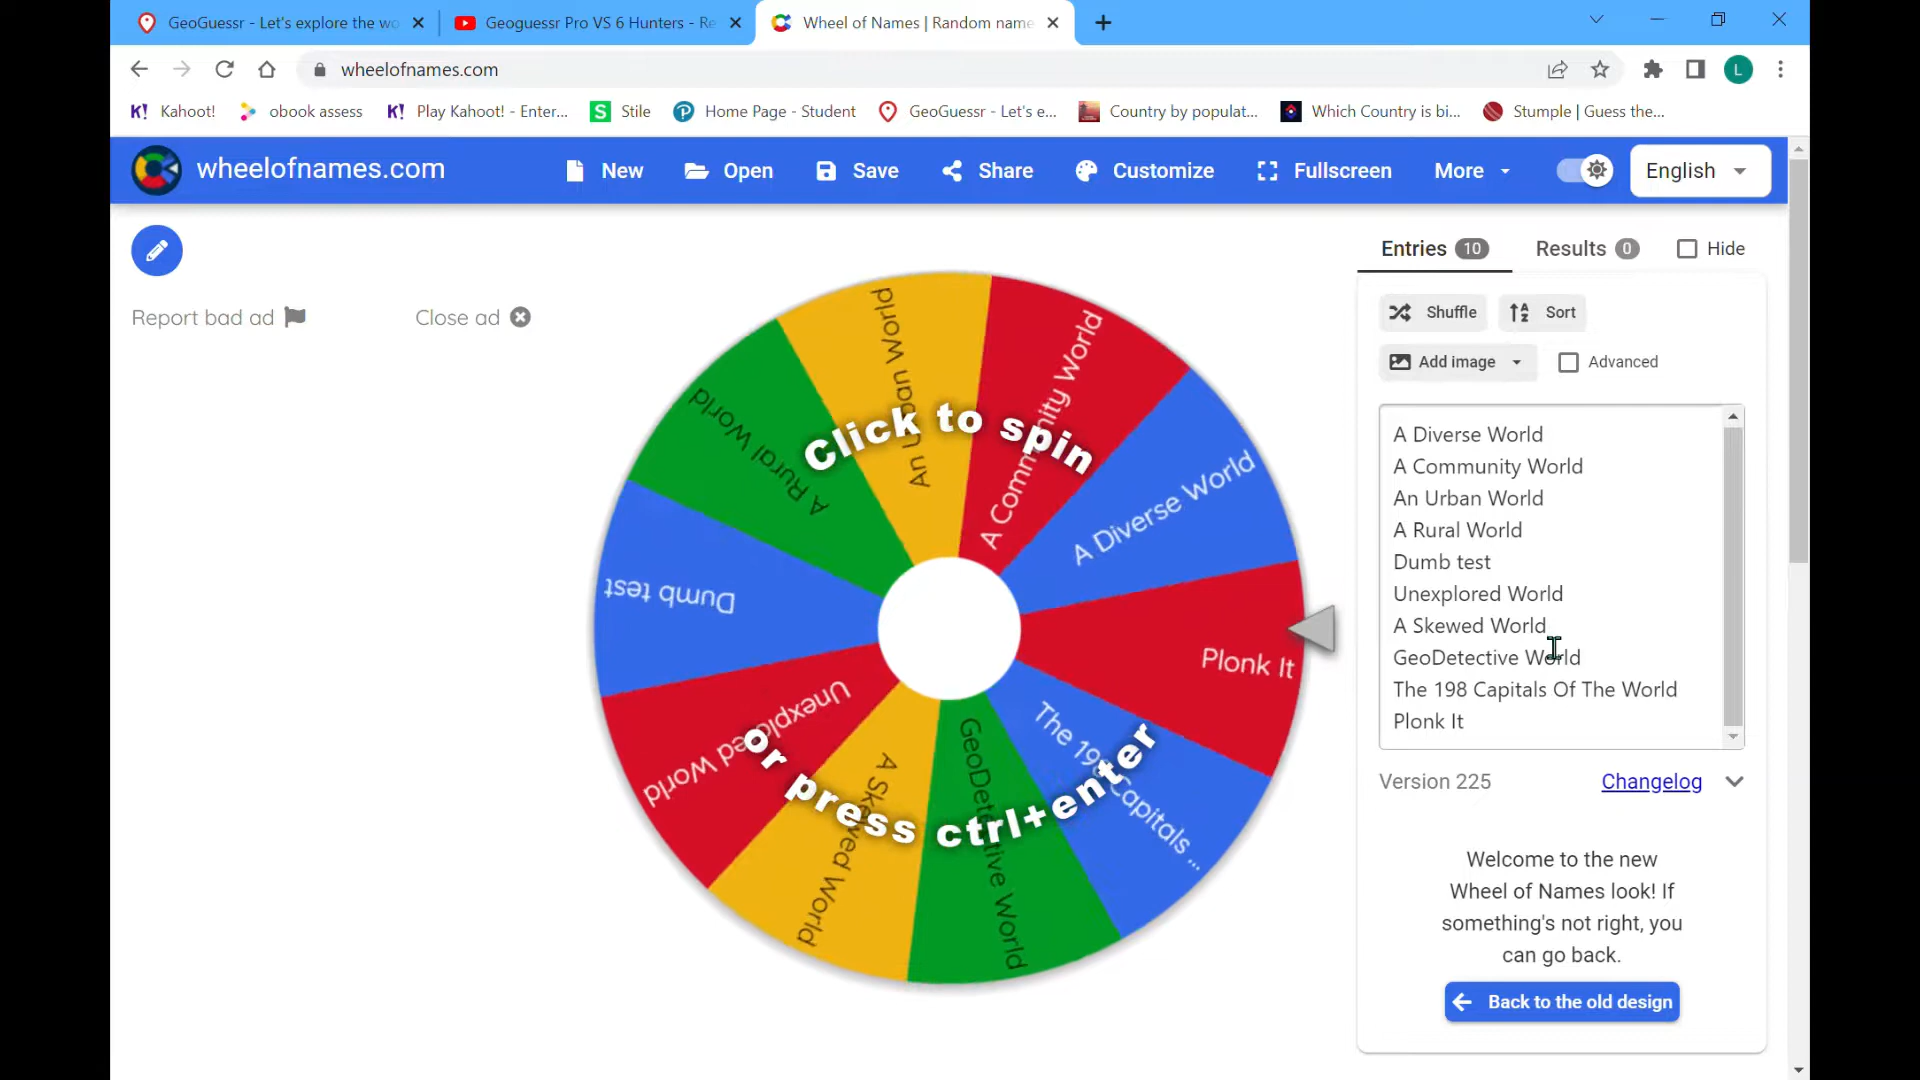 GeoGuessr - Let's explore the wo
Geoguessr Pro VS 6 Hunters - Re
Wheel of Names | Random name
wheelofnames.com
L
K! Kahoot!
obook assess
K! Play Kahoot! - Enter...
S Stile
Home Page - Student
GeoGuessr - Let's e...
Country by populat...
Which Country is bi...
Stumple | Guess the...
wheelofnames.com
New
Open
Save
Share
Customize
Fullscreen
More
English
Report bad ad
Close ad
Click to spin
or press ctrl+enter
An Urban World
A Community World
A Diverse World
Plonk It
The 198 Capitals ...
GeoDetective World
A Skewed World
Unexplored World
Dumb test
A Rural World
Entries 10
Results 0
Hide
Shuffle
Sort
Add image
Advanced
A Diverse World
A Community World
An Urban World
A Rural World
Dumb test
Unexplored World
A Skewed World
GeoDetective World
The 198 Capitals Of The World
Plonk It
Version 225
Changelog
Welcome to the new
Wheel of Names look! If
something's not right, you
can go back.
Back to the old design